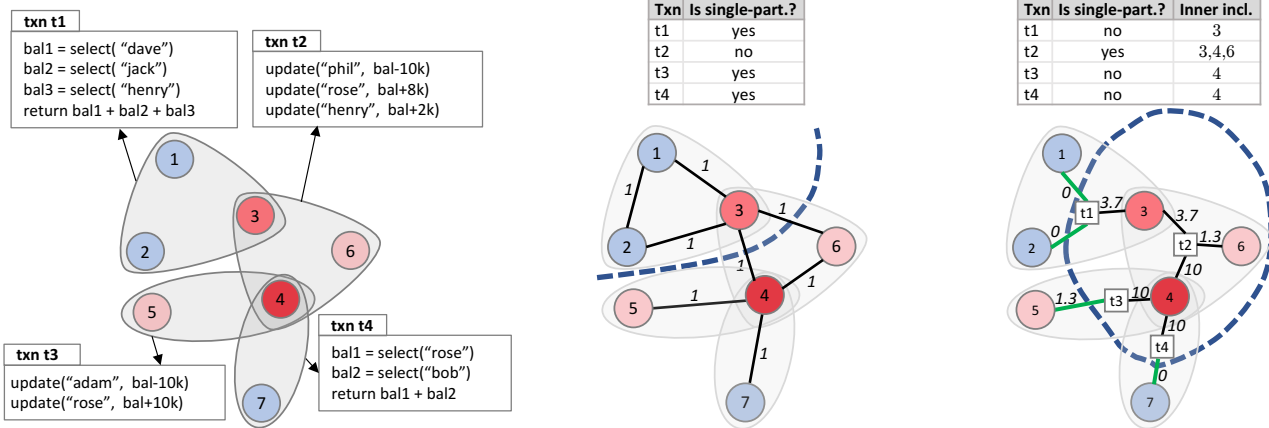 txn t1
bal1 = select( “dave”)
bal2 = select( “jack”)
bal3 = select( “henry”)
return bal1 + bal2 + bal3
txn t2
update(“phil”, bal-10k)
update(“rose”, bal+8k)
update(“henry”, bal+2k)
1
2
3
6
4
5
7
txn t3
update(“adam”, bal-10k)
update(“rose”, bal+10k)
txn t4
bal1 = select(“rose”)
bal2 = select(“bob”)
return bal1 + bal2
Txn Is single-part.?
t1 yes
t2 no
t3 yes
t4 yes
1
1
1
3
1
2
1
6
1
1
5
1
4
1
7
Txn Is single-part.? Inner incl.
t1 no 3
t2 yes 3,4,6
t3 no 4
t4 no 4
1
0
t1
3.7
3
3.7
2
0
t2
1.3
6
10
5
1.3
t3
10
4
10
t4
0
7